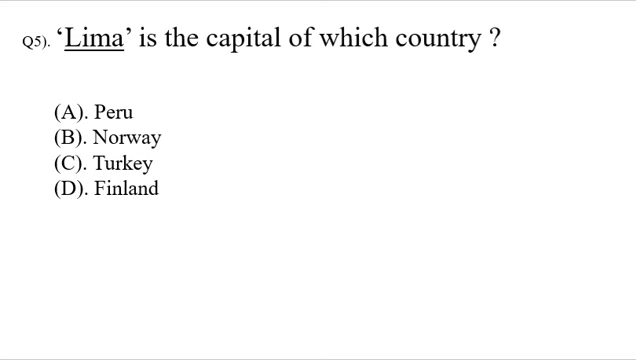 Q5). ‘Lima’ is the capital of which country ?
(A). Peru
(B). Norway
(C). Turkey
(D). Finland